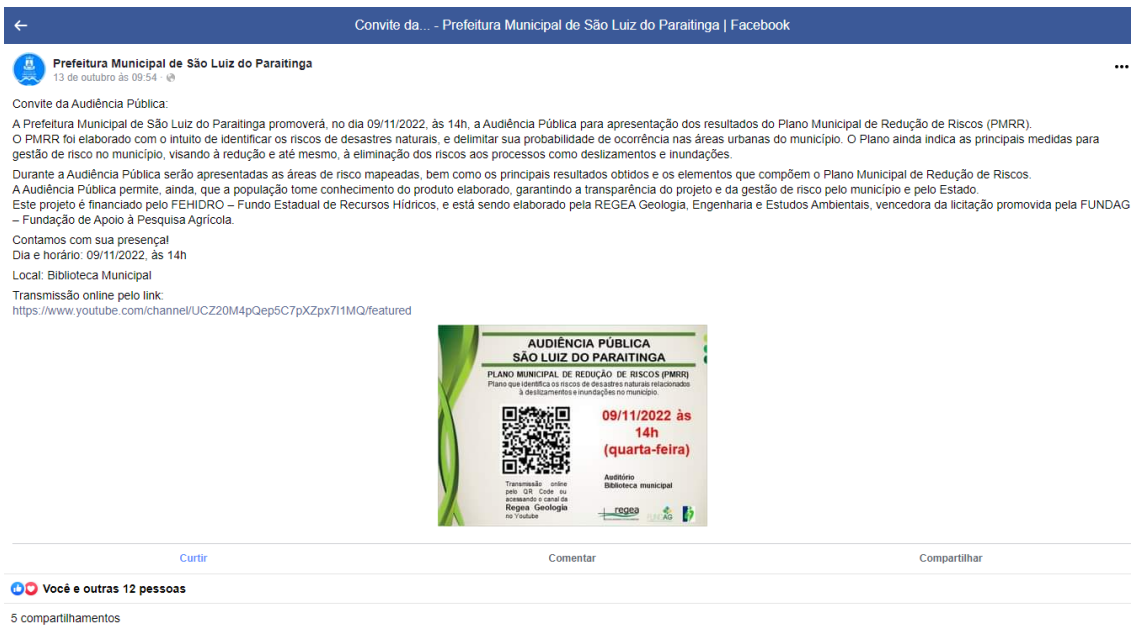 Convite da... - Prefeitura Municipal de São Luiz do Paraitinga | Facebook
Prefeitura Municipal de São Luiz do Paraitinga
13 de outubro às 09:54 ·
Convite da Audiência Pública:
A Prefeitura Municipal de São Luiz do Paraitinga promoverá, no dia 09/11/2022, às 14h, a Audiência Pública para apresentação dos resultados do Plano Municipal de Redução de Riscos (PMRR).
O PMRR foi elaborado com o intuito de identificar os riscos de desastres naturais, e delimitar sua probabilidade de ocorrência nas áreas urbanas do município. O Plano ainda indica as principais medidas para
gestão de risco no município, visando à redução e até mesmo, à eliminação dos riscos aos processos como deslizamentos e inundações.
Durante a Audiência Pública serão apresentadas as áreas de risco mapeadas, bem como os principais resultados obtidos e os elementos que compõem o Plano Municipal de Redução de Riscos.
A Audiência Pública permite, ainda, que a população tome conhecimento do produto elaborado, garantindo a transparência do projeto e da gestão de risco pelo município e pelo Estado.
Este projeto é financiado pelo FEHIDRO – Fundo Estadual de Recursos Hídricos, e está sendo elaborado pela REGEA Geologia, Engenharia e Estudos Ambientais, vencedora da licitação promovida pela FUNDAG
– Fundação de Apoio à Pesquisa Agrícola.
Contamos com sua presença!
Dia e horário: 09/11/2022, às 14h
Local: Biblioteca Municipal
Transmissão online pelo link:
https://www.youtube.com/channel/UCZ20M4pQep5C7pXZpx7I1MQ/featured
AUDIÊNCIA PÚBLICA
SÃO LUIZ DO PARAITINGA
PLANO MUNICIPAL DE REDUÇÃO DE RISCOS (PMRR)
Plano que identifica os riscos de desastres naturais relacionados
à deslizamentos e inundações no município.
09/11/2022 às
14h
(quarta-feira)
Auditório
Biblioteca municipal
Transmissão online
pelo QR Code ou
acessando o canal da
Regea Geologia
no Youtube
regea
FUNDAG
Curtir
Comentar
Compartilhar
Você e outras 12 pessoas
5 compartilhamentos